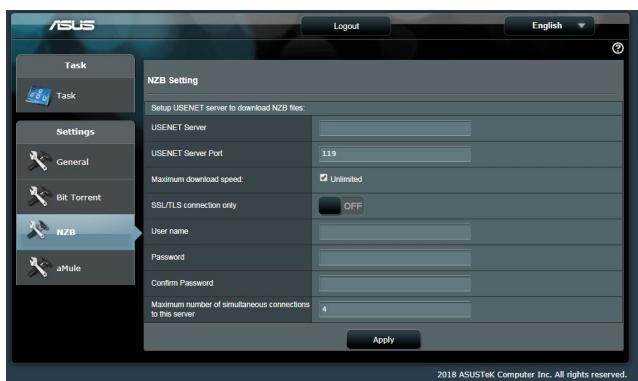 ASUS
Logout
English
Task
Task
Settings
General
Bit Torrent
NZB
aMule
NZB Setting
Setup USENET server to download NZB files:
USENET Server
USENET Server Port 119
Maximum download speed: Unlimited
SSL/TLS connection only OFF
User name
Password
Confirm Password
Maximum number of simultaneous connections
to this server 4
Apply
2018 ASUSTeK Computer Inc. All rights reserved.